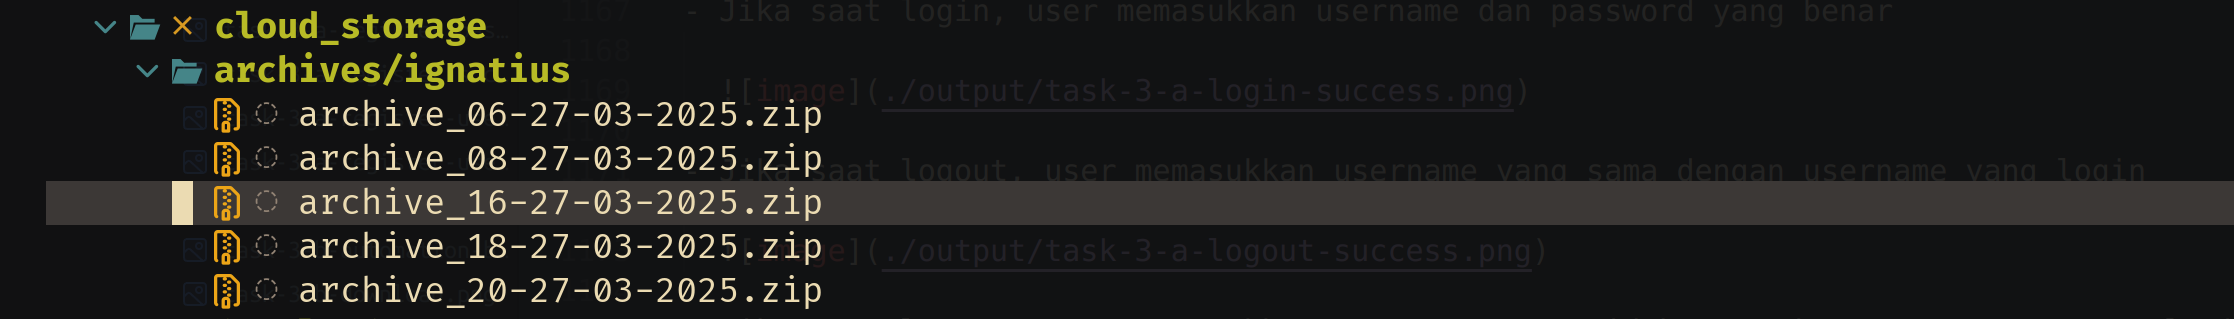 1167 - Jika saat login, user memasukkan username dan password yang benar
cloud_storage
1168
archives/ignatius
![image](./output/task-3-a-login-success.png)
archive_06-27-03-2025.zip
archive_08-27-03-2025.zip
Jika saat logout, user memasukkan username yang sama dengan username yang login
archive_16-27-03-2025.zip
archive_18-27-03-2025.zip
](./output/task-3-a-logout-success.png)
archive_20-27-03-2025.zip